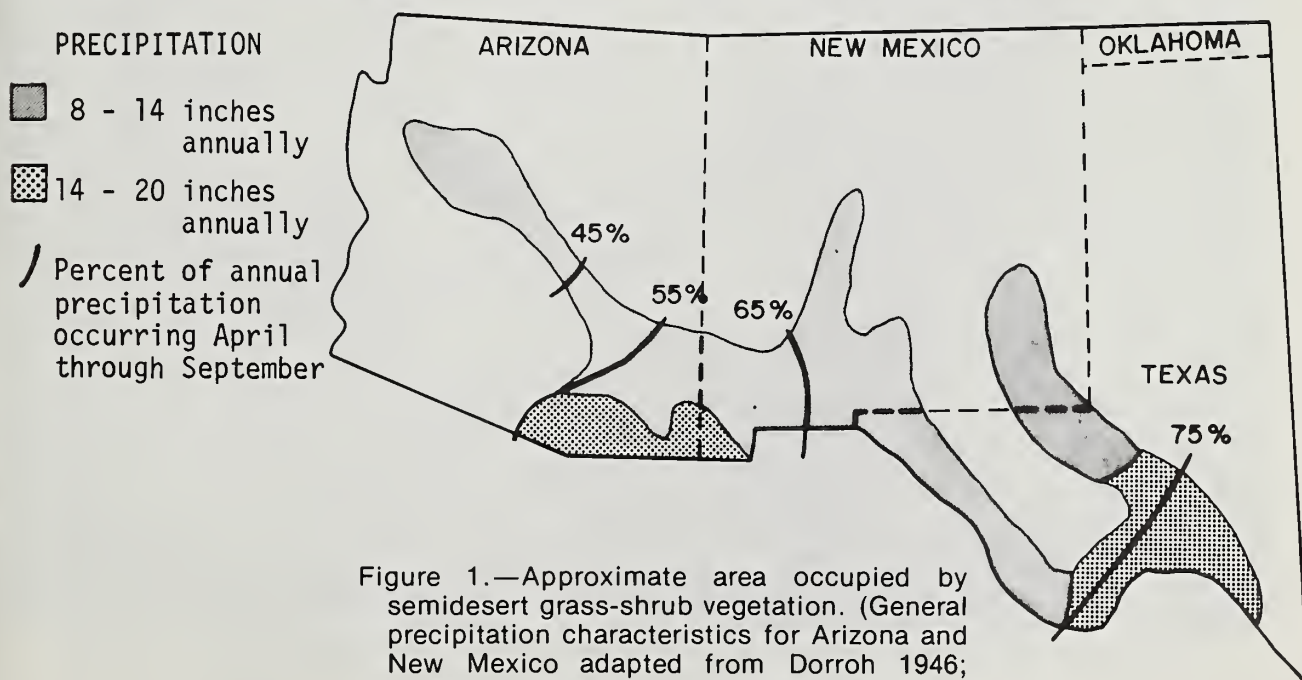 PRECIPITATION
8 - 14 inches
annually
14 - 20 inches
annually
Percent of annual
precipitation
occurring April
through September
ARIZONA
NEW MEXICO
OKLAHOMA
45%
55%
65%
TEXAS
75%
Figure 1.—Approximate area occupied by
semidesert grass-shrub vegetation. (General
precipitation characteristics for Arizona and
New Mexico adapted from Dorroh 1946;